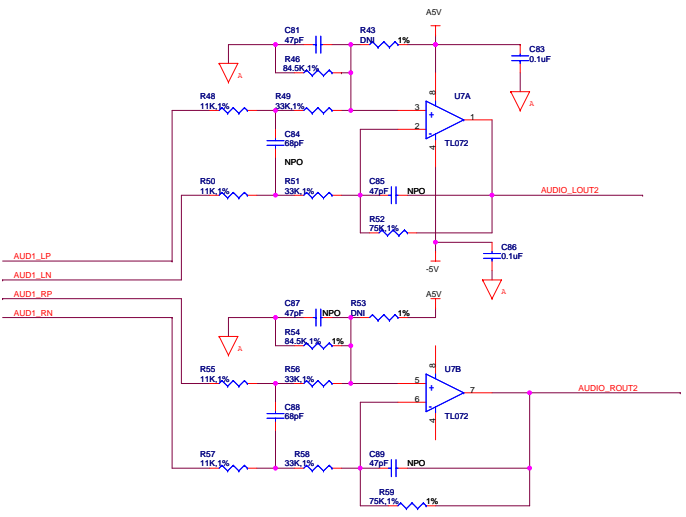 A5V
C81
47pF
R43
DNI
1%
C83
0.1uF
A
R46
84.5K,1%
A
R48
11K,1%
R49
33K,1%
8
U7A
3
+
1
2
-
C84
68pF
4
TL072
NPO
R50
11K,1%
R51
33K,1%
C85
47pF
NPO
AUDIO_LOUT2
R52
75K,1%
C86
0.1uF
AUD1_LP
-5V
AUD1_LN
A
AUD1_RP
A5V
AUD1_RN
C87
47pF
NPO
R53
DNI
1%
R54
84.5K,1%
1%
A
R55
11K,1%
R56
33K,1%
8
U7B
5
+
7
6
-
AUDIO_ROUT2
C88
68pF
4
TL072
R57
11K,1%
R58
33K,1%
C89
47pF
NPO
R59
75K,1%
1%